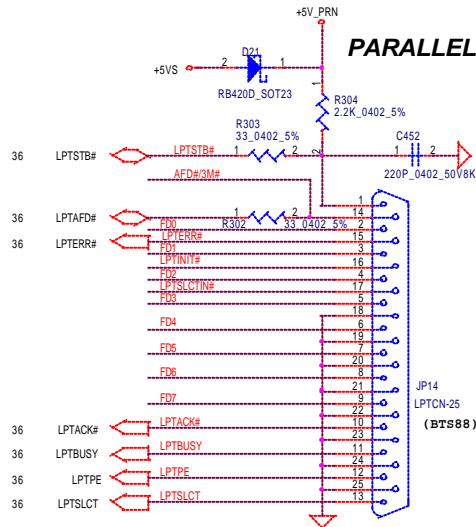 +5V_PRN
PARALLEL
D21
+5VS 2 1
RB420D_SOT23
1
R304
2.2K_0402_5%
2
R303
33_0402_5%
C452
36 LPTSTB# LPTSTB# 1 2 1 2
220P_0402_50V8K
AFD#/3M#
1
36 LPTAFD# 1 2 14
FD0 R302 33_0402_5% 2
36 LPTERR# LPTERR# 15
FD1 3
LPTINIT# 16
FD2 4
LPTSLCTIN# 17
FD3 5
18
FD4 6
19
FD5 7
20
FD6 8
21
JP14
FD7 9
LPTCN-25
22
(BTS88)
36 LPTACK# LPTACK# 10
23
36 LPTBUSY LPTBUSY 11
24
36 LPTPE LPTPE 12
25
36 LPTSLCT LPTSLCT 13